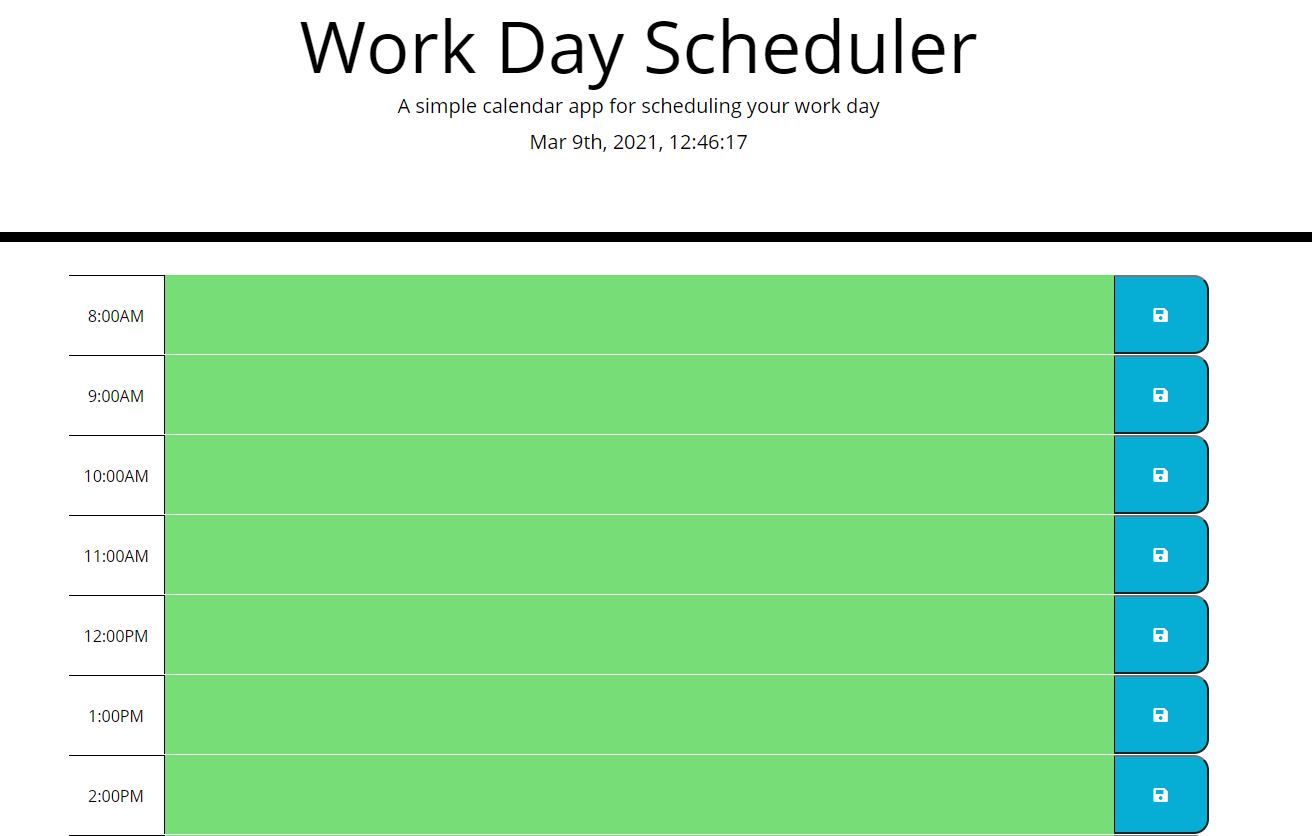 Work Day Scheduler
A simple calendar app for scheduling your work day
Mar 9th, 2021, 12:46:17
8:00AM
9:00AM
10:00AM
11:00AM
12:00PM
1:00PM
2:00PM